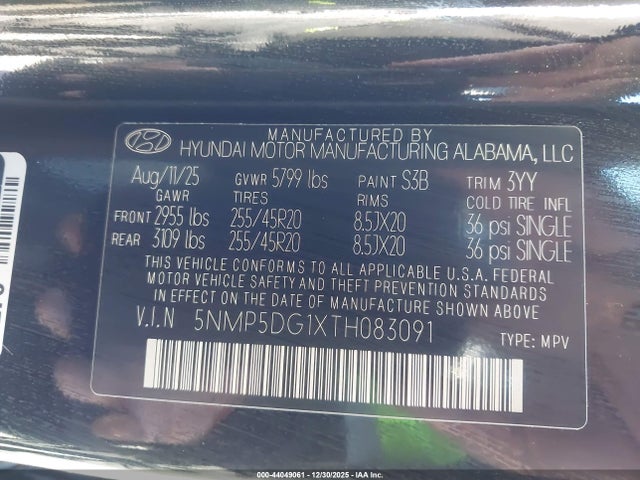 MANUFACTURED BY
HYUNDAI MOTOR MANUFACTURING ALABAMA, LLC
Aug/11/25 GVWR 5799 lbs PAINT S3B TRIM 3YY
GAWR TIRES RIMS COLD TIRE INFL
FRONT 2955 lbs 255/45R20 8.5JX20 36 psi SINGLE
REAR 3109 lbs 255/45R20 8.5JX20 36 psi SINGLE
THIS VEHICLE CONFORMS TO ALL APPLICABLE U.S.A. FEDERAL
MOTOR VEHICLE SAFETY AND THEFT PREVENTION STANDARDS
IN EFFECT ON THE DATE OF MANUFACTURE SHOWN ABOVE
V.I.N 5NMP5DG1XTH083091 TYPE: MPV
000-44049061 - 12/30/2025 - IAA Inc.